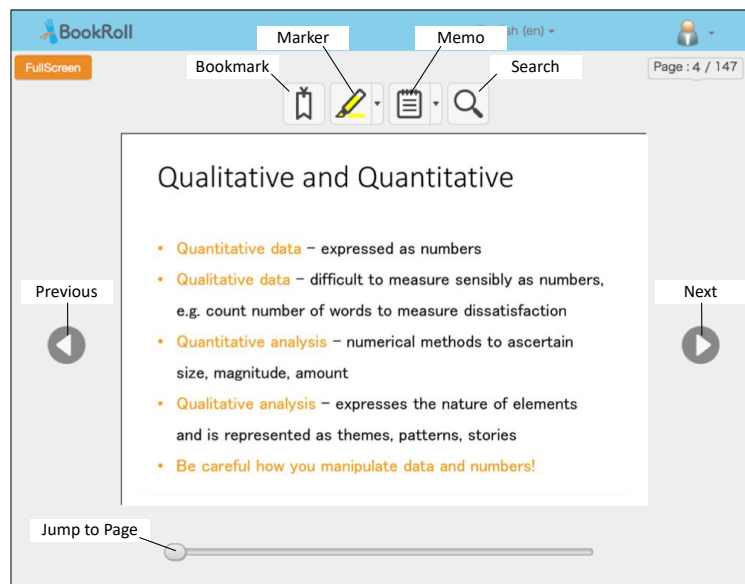 BookRoll
sh (en)
Marker
Memo
Bookmark
Search
FullScreen
Page : 4 / 147
Qualitative and Quantitative
• Quantitative data – expressed as numbers
• Qualitative data – difficult to measure sensibly as numbers,
e.g. count number of words to measure dissatisfaction
Previous
Next
• Quantitative analysis – numerical methods to ascertain
size, magnitude, amount
• Qualitative analysis – expresses the nature of elements
and is represented as themes, patterns, stories
• Be careful how you manipulate data and numbers!
Jump to Page